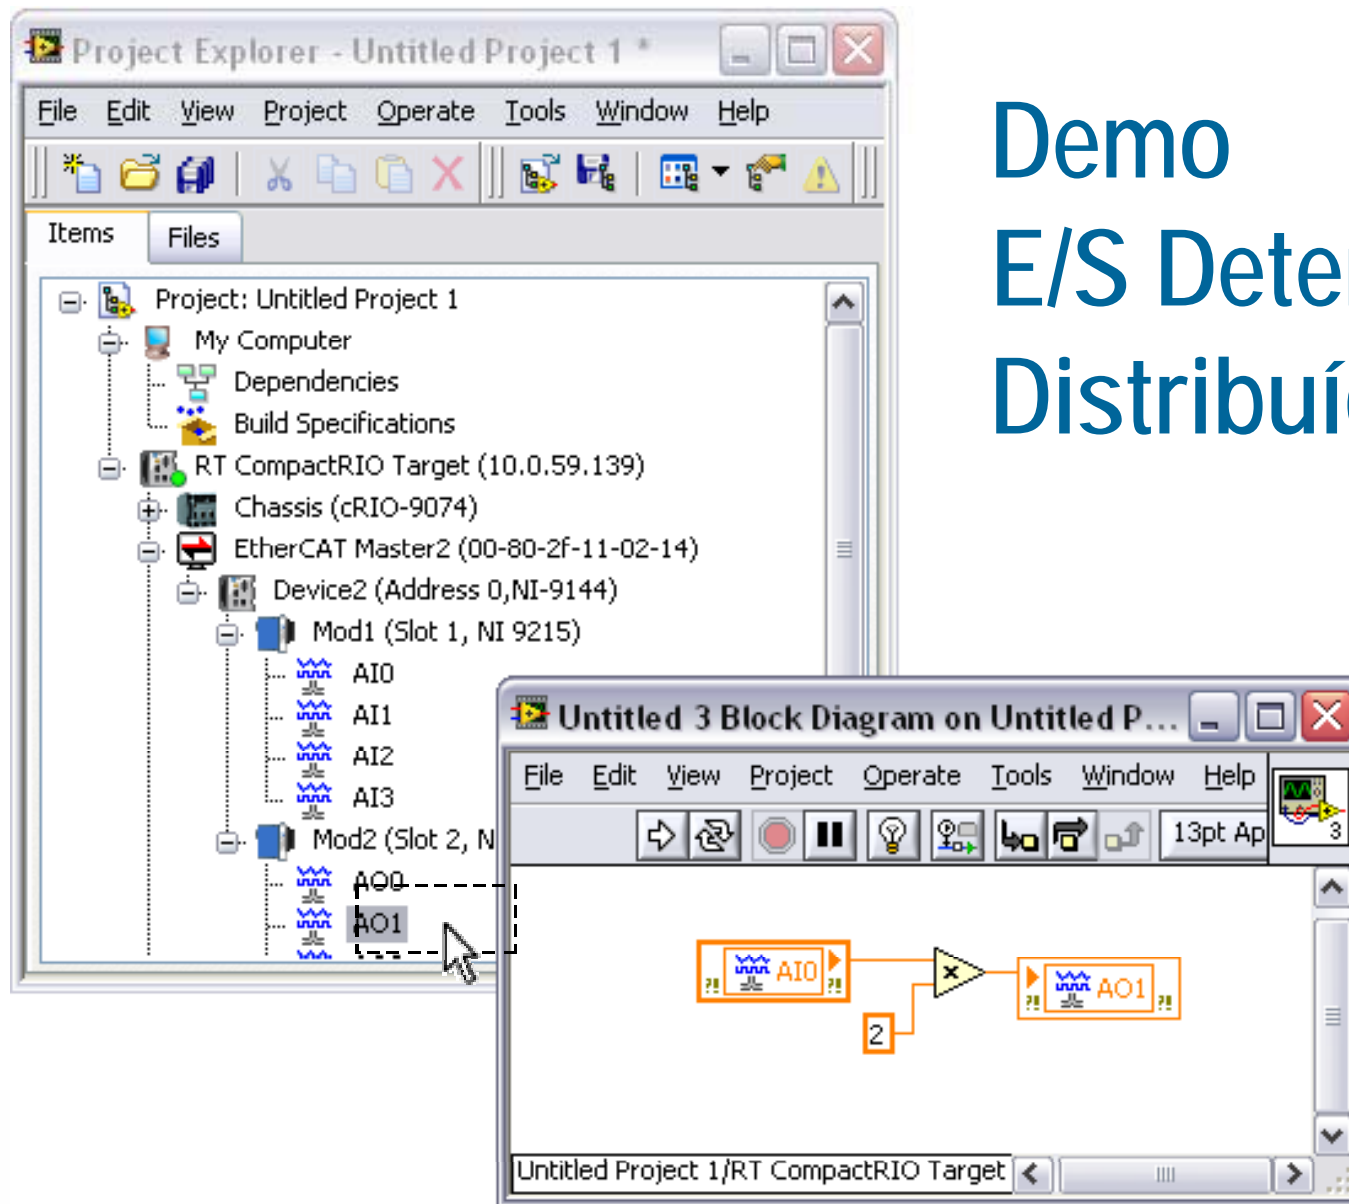 Project Explorer - Untitled Project 1 *
File Edit View Project Operate Tools Window Help
Items Files
Project: Untitled Project 1
My Computer
Dependencies
Build Specifications
RT CompactRIO Target (10.0.59.139)
Chassis (cRIO-9074)
EtherCAT Master2 (00-80-2f-11-02-14)
Device2 (Address 0,NI-9144)
Mod1 (Slot 1, NI 9215)
AI0
AI1
AI2
AI3
Mod2 (Slot 2, N
AO0
AO1
Demo
E/S Deter
Distribuíd
Untitled 3 Block Diagram on Untitled P...
File Edit View Project Operate Tools Window Help
13pt Ap
3
AI0
x
AO1
2
Untitled Project 1/RT CompactRIO Target